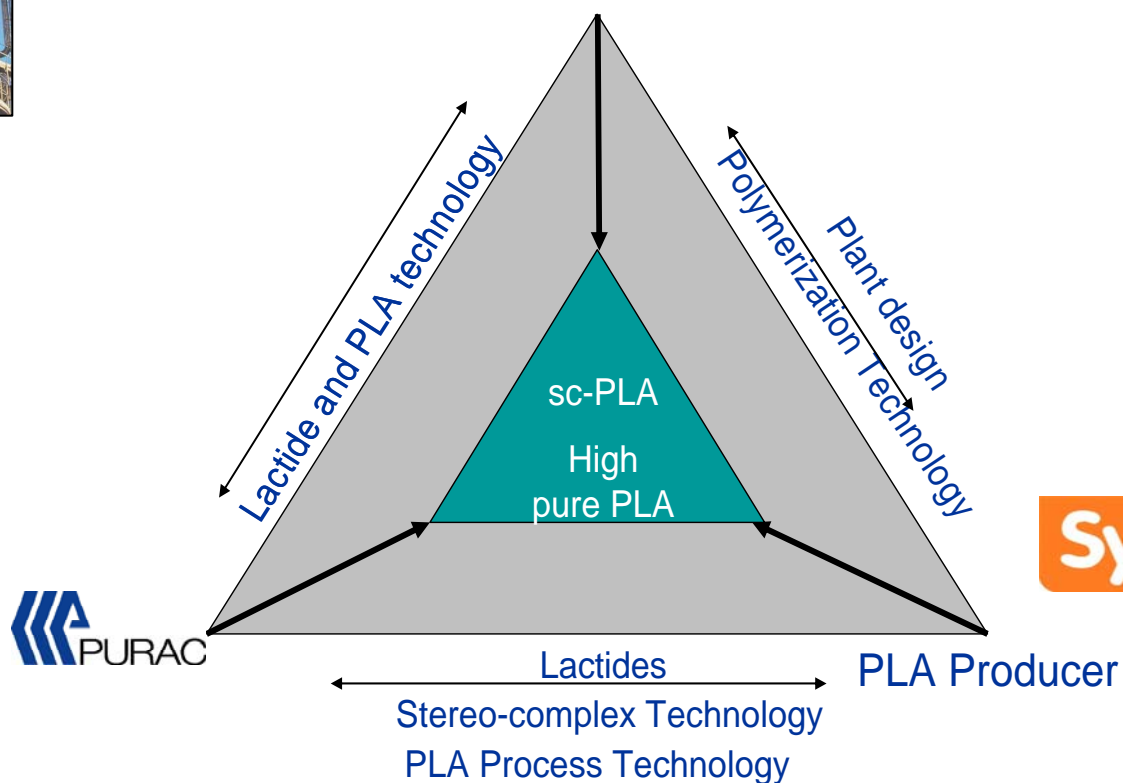 Lactide and PLA technology
Plant design
Polymerization Technology
sc-PLA
High
pure PLA
PURAC
Sy
PLA Producer
Lactides
Stereo-complex Technology
PLA Process Technology